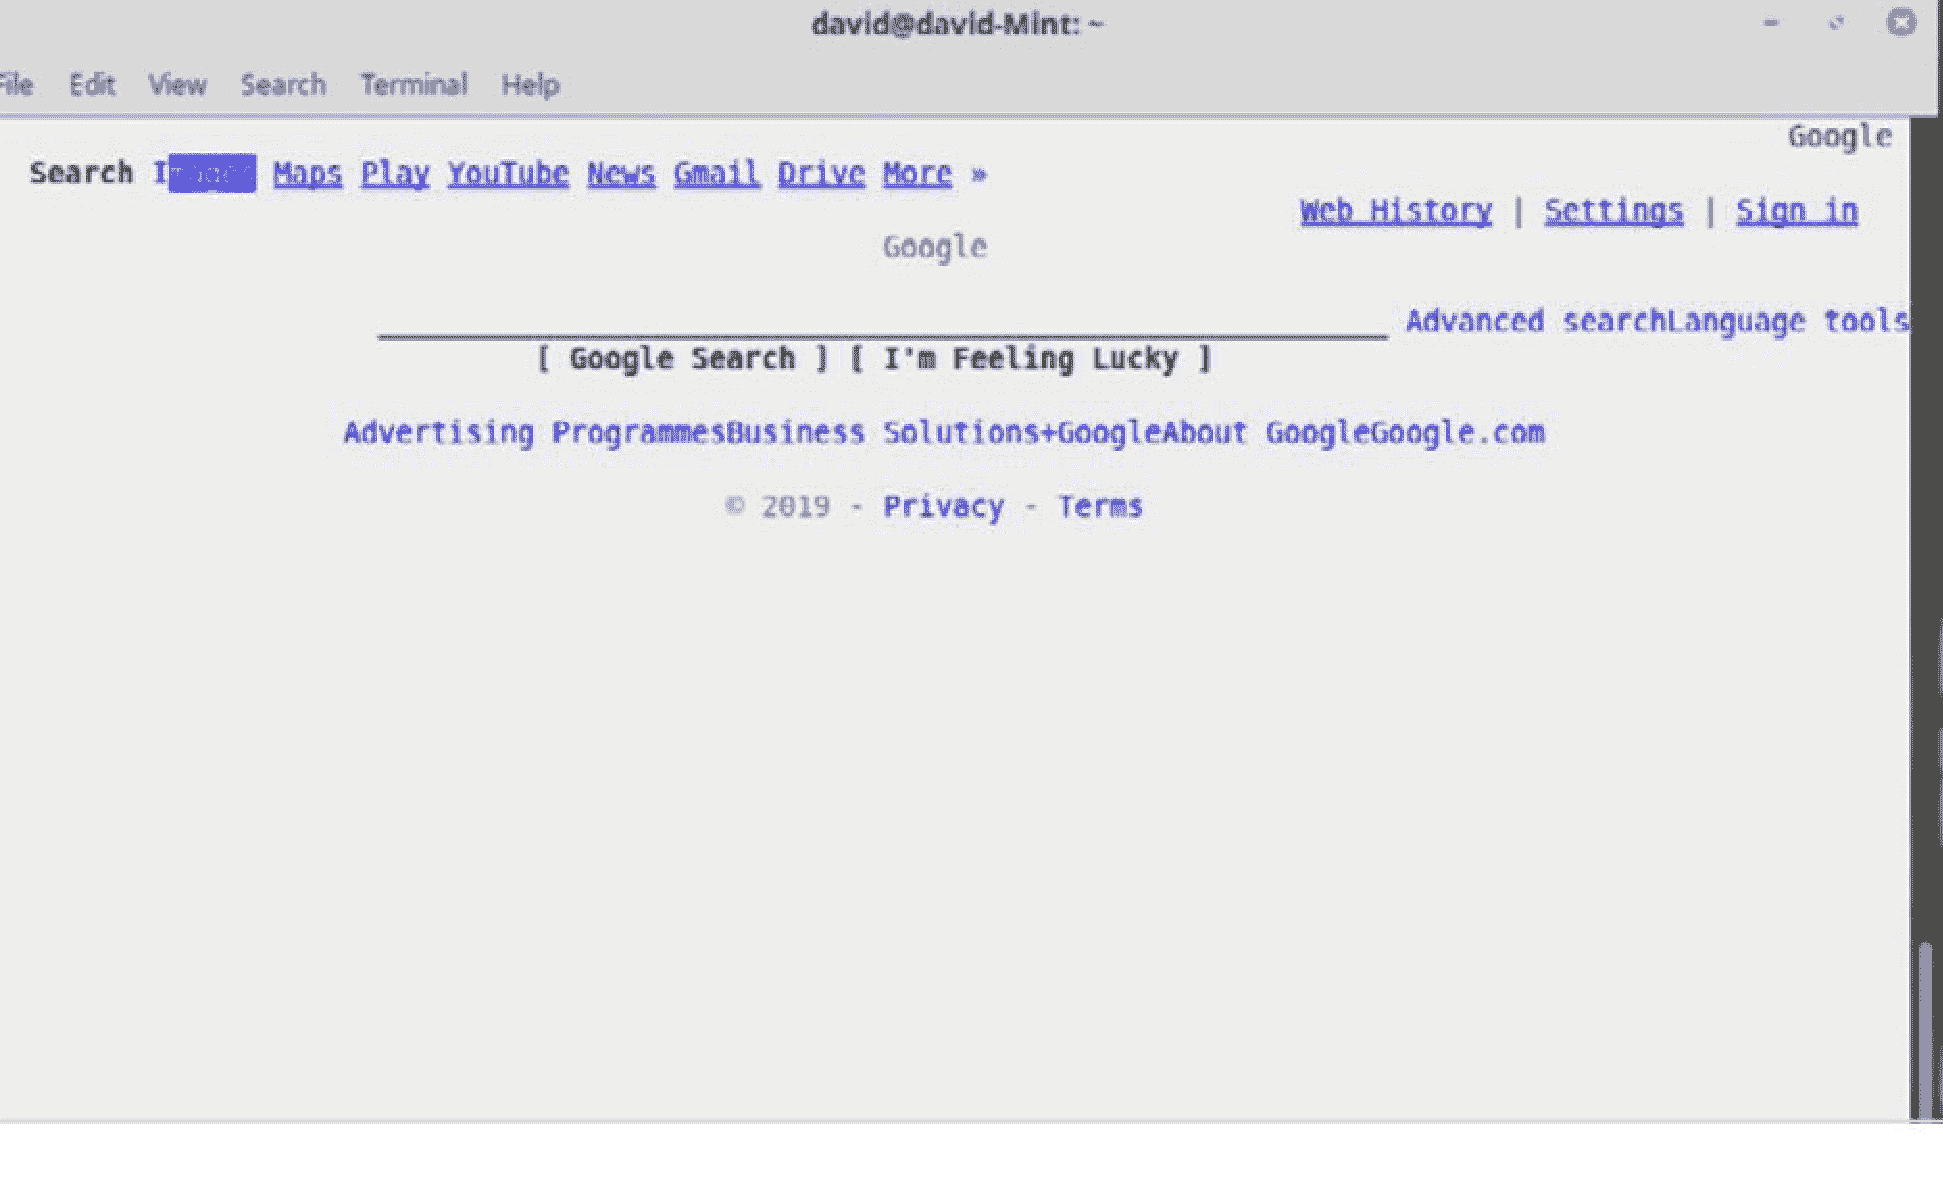 david@david-Mint: ~
File Edit View Search Terminal Help
Google
Search Images Maps Play YouTube News Gmail Drive More »
Web History | Settings | Sign in
Google
Advanced searchLanguage tools
[ Google Search ] [ I'm Feeling Lucky ]
Advertising ProgrammesBusiness Solutions+GoogleAbout GoogleGoogle.com
© 2019 - Privacy - Terms